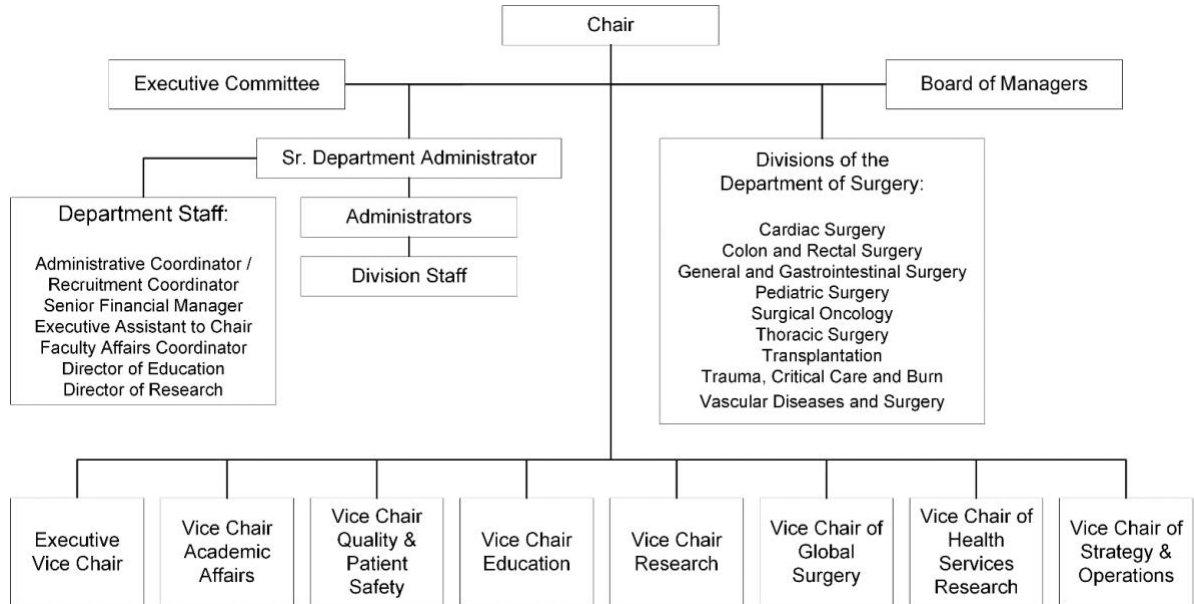 Chair
Executive Committee
Board of Managers
Sr. Department Administrator
Department Staff:
Administrative Coordinator /
Recruitment Coordinator
Senior Financial Manager
Executive Assistant to Chair
Faculty Affairs Coordinator
Director of Education
Director of Research
Administrators
Division Staff
Divisions of the
Department of Surgery:
Cardiac Surgery
Colon and Rectal Surgery
General and Gastrointestinal Surgery
Pediatric Surgery
Surgical Oncology
Thoracic Surgery
Transplantation
Trauma, Critical Care and Burn
Vascular Diseases and Surgery
Executive
Vice Chair
Vice Chair
Academic
Affairs
Vice Chair
Quality &
Patient
Safety
Vice Chair
Education
Vice Chair
Research
Vice Chair of
Global
Surgery
Vice Chair of
Health
Services
Research
Vice Chair of
Strategy &
Operations